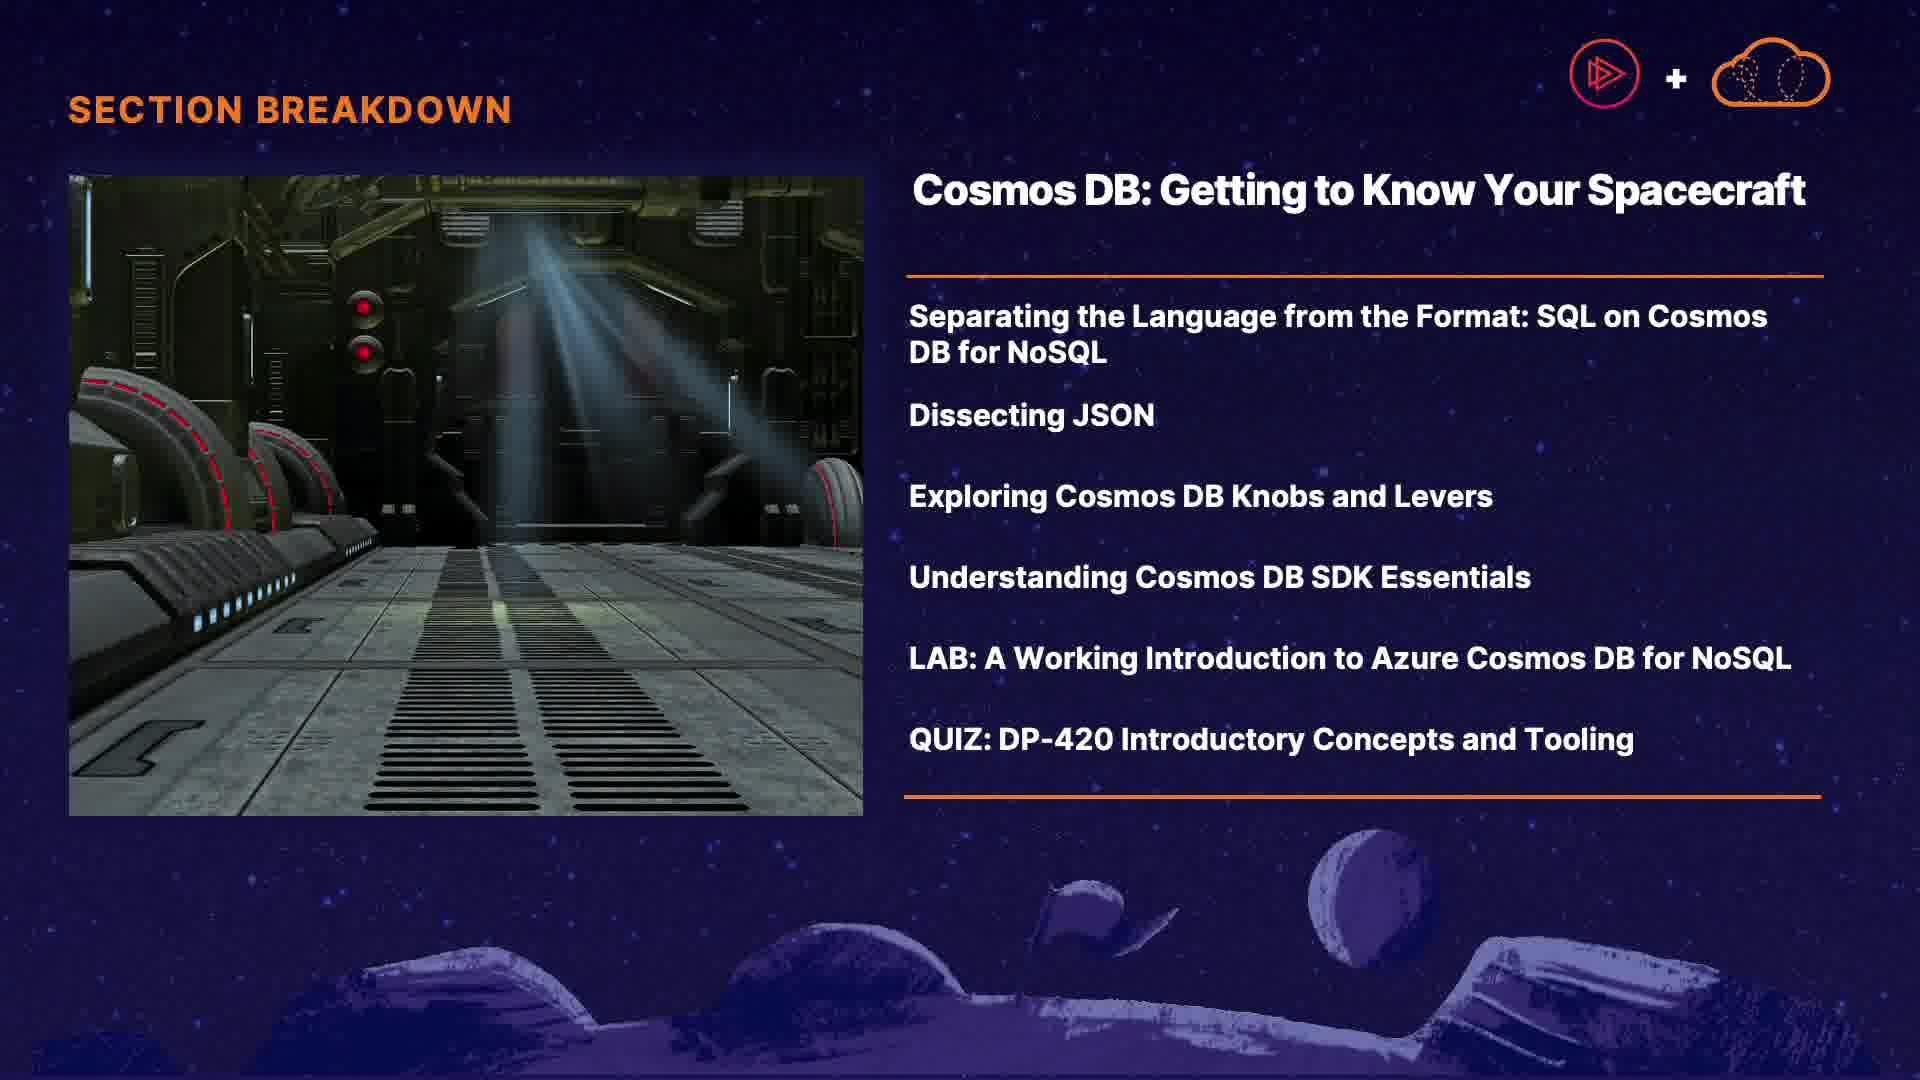 SECTION BREAKDOWN
Cosmos DB: Getting to Know Your Spacecraft
Separating the Language from the Format: SQL on Cosmos
DB for NoSQL
Dissecting JSON
Exploring Cosmos DB Knobs and Levers
Understanding Cosmos DB SDK Essentials
LAB: A Working Introduction to Azure Cosmos DB for NoSQL
QUIZ: DP-420 Introductory Concepts and Tooling